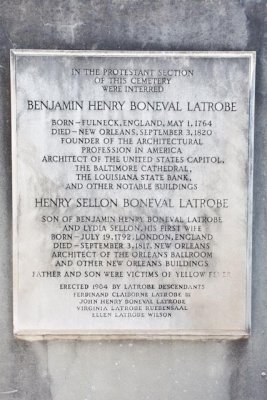 IN THE PROTESTANT SECTION
OF THIS CEMETERY
WERE INTERRED
BENJAMIN HENRY BONEVAL LATROBE
BORN—FULNECK, ENGLAND, MAY 1, 1764
DIED—NEW ORLEANS, SEPTEMBER 3, 1820
FOUNDER OF THE ARCHITECTURAL
PROFESSION IN AMERICA
ARCHITECT OF THE UNITED STATES CAPITOL,
THE BALTIMORE CATHEDRAL,
THE LOUISIANA STATE BANK,
AND OTHER NOTABLE BUILDINGS
HENRY SELLON BONEVAL LATROBE
SON OF BENJAMIN HENRY BONEVAL LATROBE
AND LYDIA SELLON, HIS FIRST WIFE
BORN—JULY 19, 1792, LONDON, ENGLAND
DIED—SEPTEMBER 3, 1817, NEW ORLEANS
ARCHITECT OF THE ORLEANS BALLROOM
AND OTHER NEW ORLEANS BUILDINGS
FATHER AND SON WERE VICTIMS OF YELLOW FEVER
ERECTED 1904 BY LATROBE DESCENDANTS
FERDINAND CLAIBORNE LATROBE III
JOHN HENRY BONEVAL LATROBE
VIRGINIA LATROBE RUEBENSAAL
ELLEN LATROBE WILSON